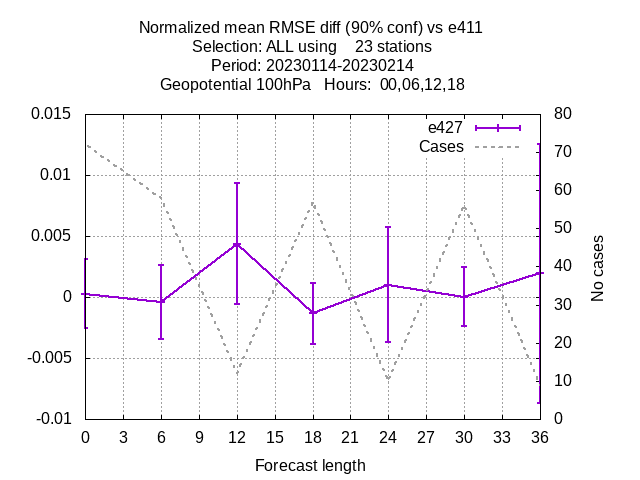 Normalized mean RMSE diff (90% conf) vs e411
Selection: ALL using    23 stations
Period: 20230114-20230214
Geopotential 100hPa   Hours:  00,06,12,18
0.015
0.01
0.005
0
-0.005
-0.01
e427
Cases
80
70
60
50
40
30
20
10
0
No cases
0 3 6 9 12 15 18 21 24 27 30 33 36
Forecast length